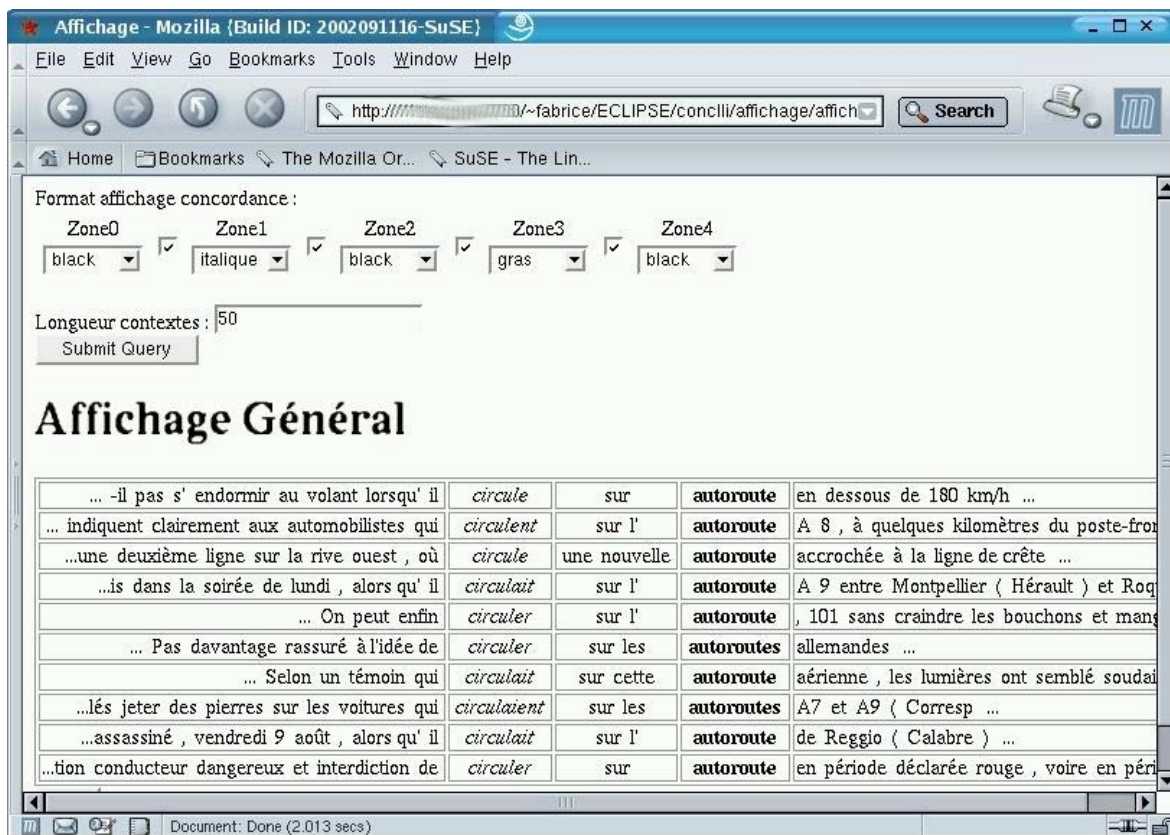 Affichage - Mozilla {Build ID: 2002091116-SuSE}
File Edit View Go Bookmarks Tools Window Help
http:// /~fabrice/ECLIPSE/conclli/affichage/affich Search
Home Bookmarks The Mozilla Or... SuSE - The Lin...
Format affichage concordance :
Zone0 Zone1 Zone2 Zone3 Zone4
black italique black gras black
Longueur contextes : 50
Submit Query
Affichage Général
... -il pas s' endormir au volant lorsqu' il circule sur autoroute en dessous de 180 km/h ...
... indiquent clairement aux automobilistes qui circulent sur l' autoroute A 8 , à quelques kilomètres du poste-fron
...une deuxième ligne sur la rive ouest , où circule une nouvelle autoroute accrochée à la ligne de crête ...
...is dans la soirée de lundi , alors qu' il circulait sur l' autoroute A 9 entre Montpellier ( Hérault ) et Roq
... On peut enfin circuler sur l' autoroute , 101 sans craindre les bouchons et mang
... Pas davantage rassuré à l'idée de circuler sur les autoroutes allemandes ...
... Selon un témoin qui circulait sur cette autoroute aérienne , les lumières ont semblé soudai
...lés jeter des pierres sur les voitures qui circulaient sur les autoroutes A7 et A9 ( Corresp ...
...assassiné , vendredi 9 août , alors qu' il circulait sur l' autoroute de Reggio ( Calabre ) ...
...tion conducteur dangereux et interdiction de circuler sur autoroute en période déclarée rouge , voire en péri
Document: Done (2.013 secs)